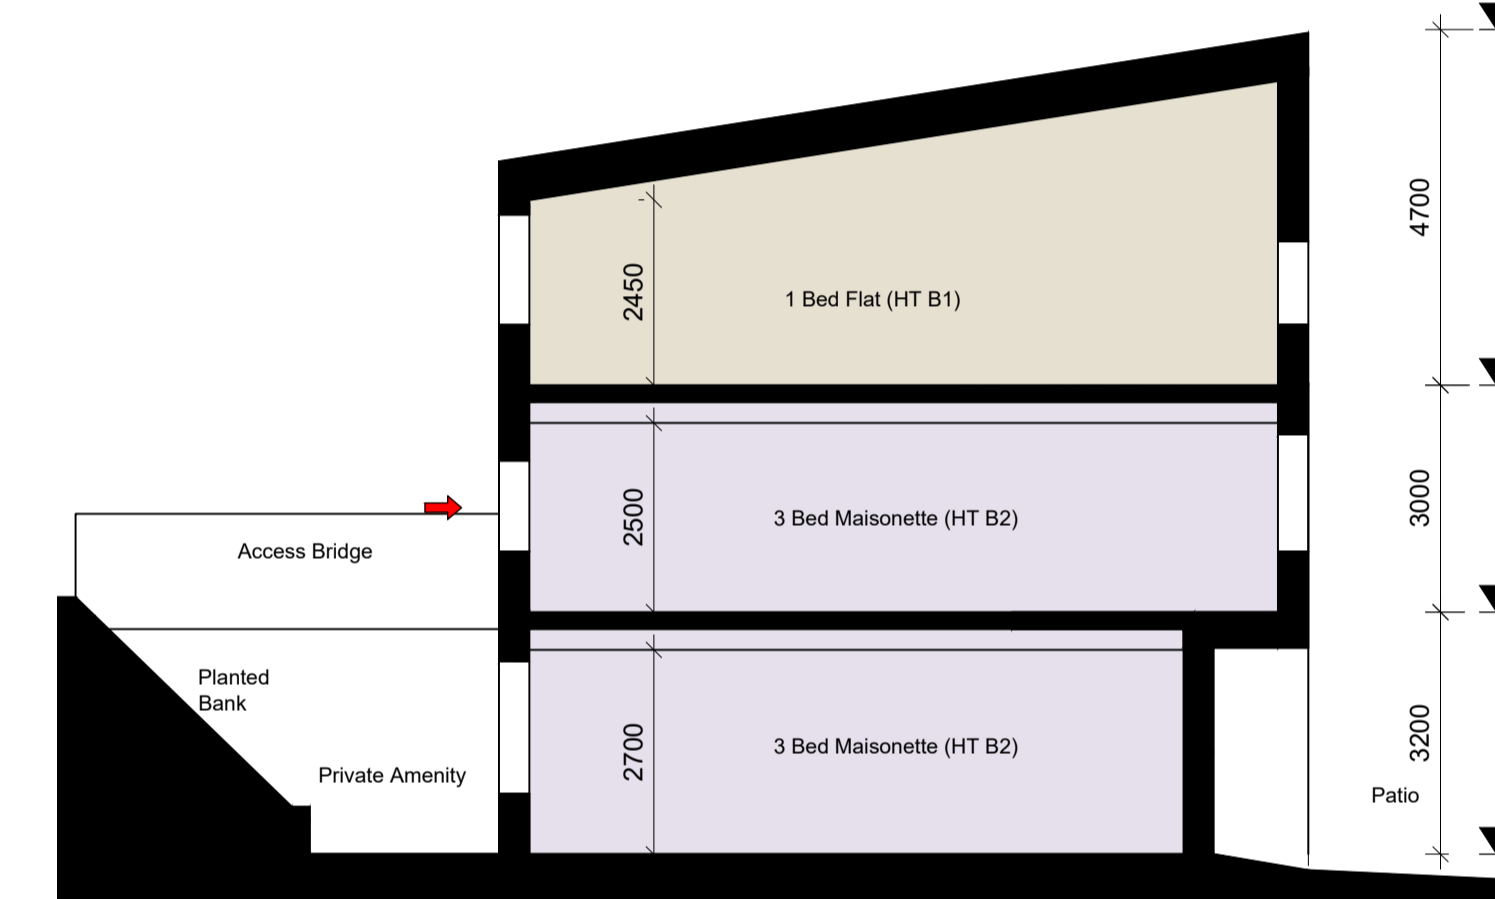 4700
2450
1 Bed Flat (HT B1)
3000
2500
3 Bed Maisonette (HT B2)
Access Bridge
Planted
Bank
3200
2700
3 Bed Maisonette (HT B2)
Private Amenity
Patio